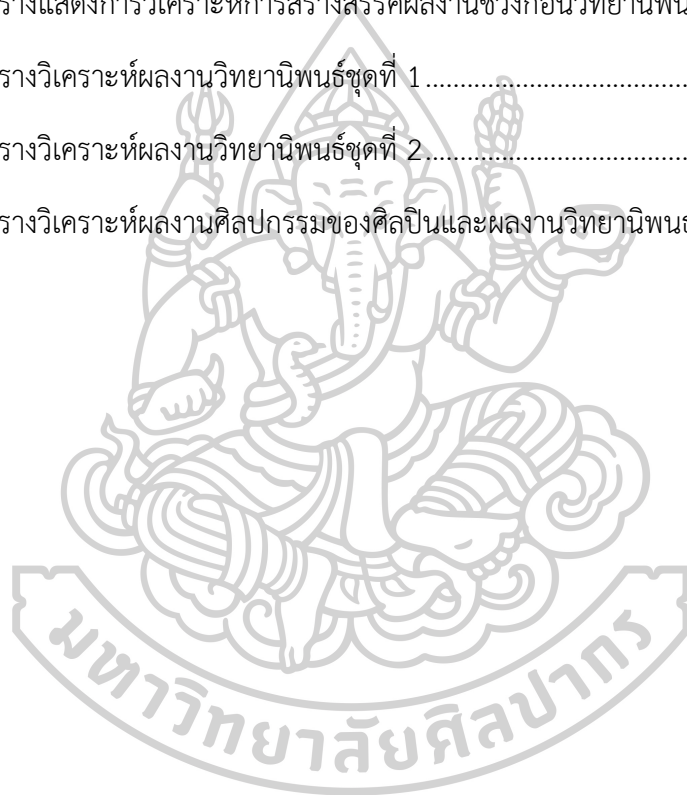 รางแสดงการวิเคราะห์การสร้างสรรค์ผลงานช่วงก่อนวิทยานิพน
รางวิเคราะห์ผลงานวิทยานิพนธ์ชุดที่ 1.......................................
รางวิเคราะห์ผลงานวิทยานิพนธ์ชุดที่ 2.......................................
รางวิเคราะห์ผลงานศิลปกรรมของศิลปินและผลงานวิทยานิพนธ
มหาวิทยาลัยศิลปากร